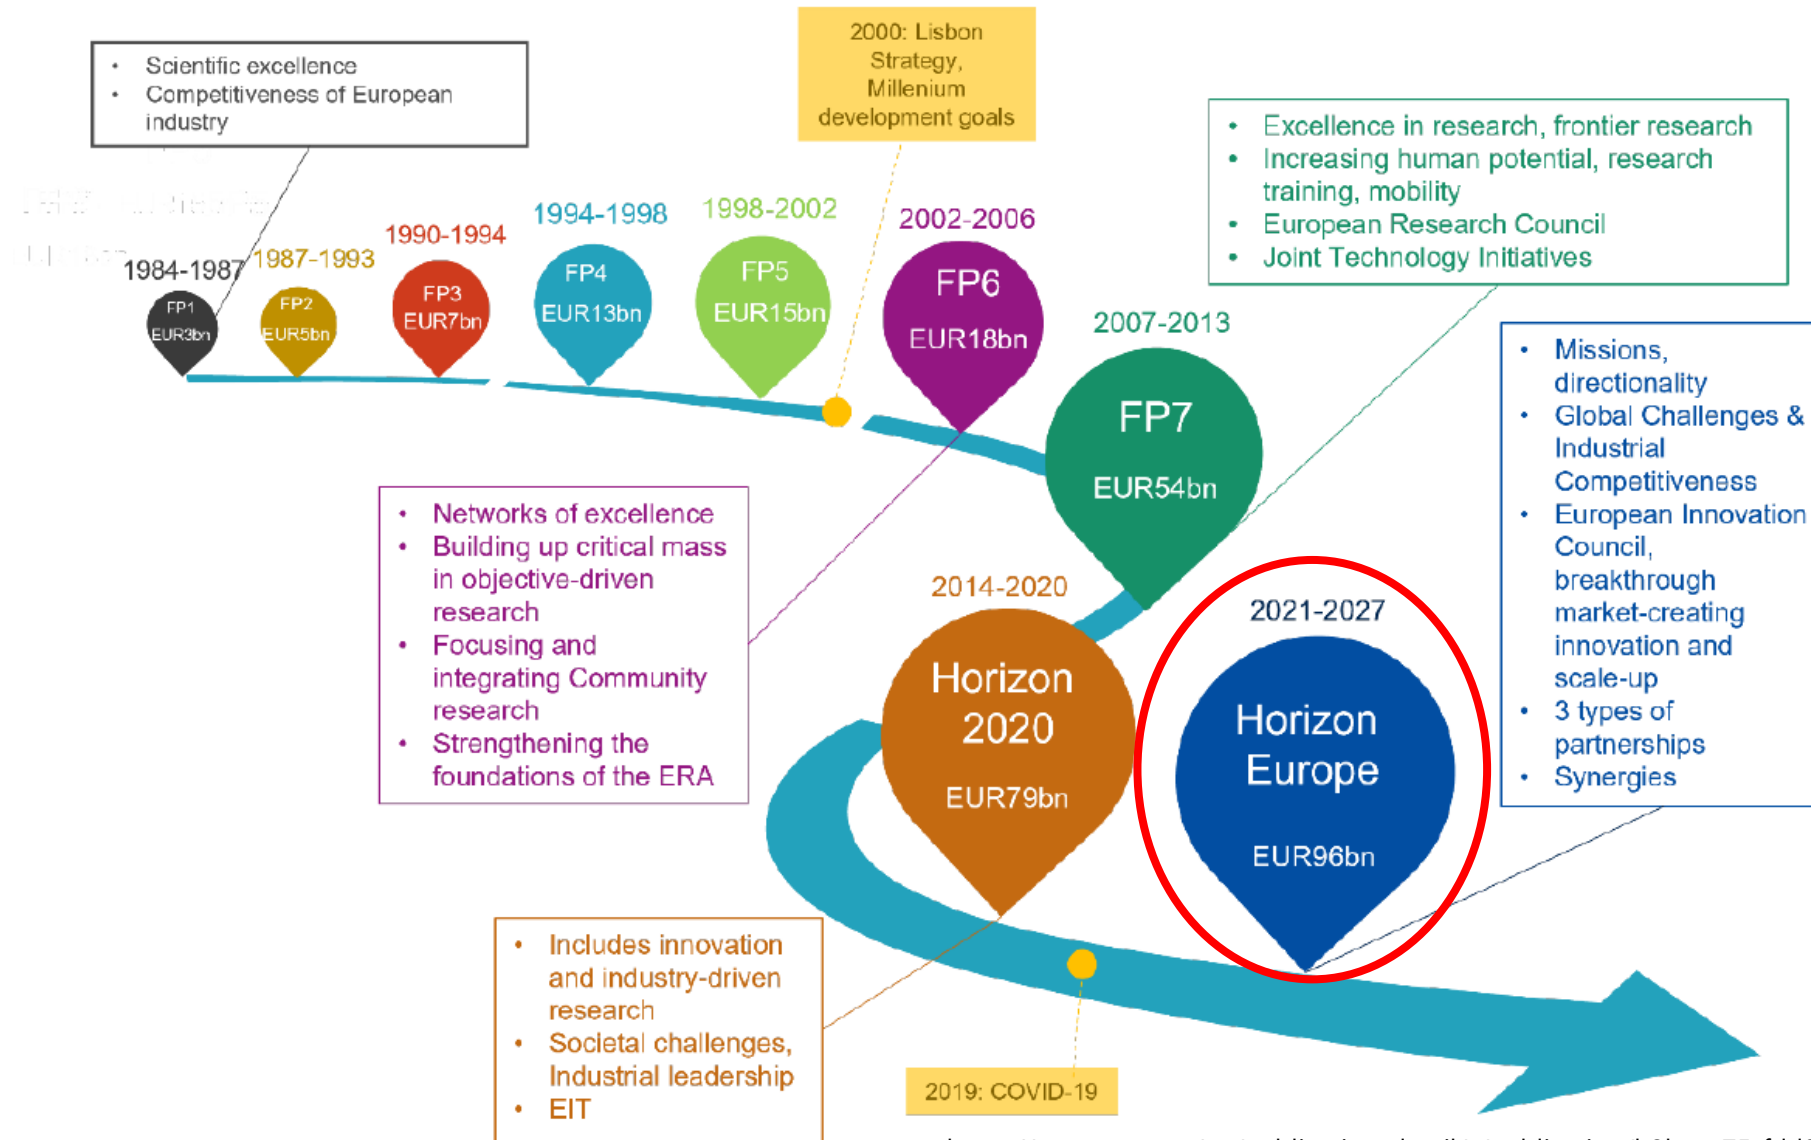 • Scientific excellence
• Competitiveness of European
industry
2000: Lisbon
Strategy,
Millenium
development goals
• Excellence in research, frontier research
• Increasing human potential, research
training, mobility
• European Research Council
• Joint Technology Initiatives
1984-1987
FP1
EUR3bn
1987-1993
FP2
EUR5bn
1990-1994
FP3
EUR7bn
1994-1998
FP4
EUR13bn
1998-2002
FP5
EUR15bn
2002-2006
FP6
EUR18bn
2007-2013
FP7
EUR54bn
• Missions,
directionality
• Global Challenges &
Industrial
Competitiveness
• European Innovation
Council,
breakthrough
market-creating
innovation and
scale-up
• 3 types of
partnerships
• Synergies
• Networks of excellence
• Building up critical mass
in objective-driven
research
• Focusing and
integrating Community
research
• Strengthening the
foundations of the ERA
2014-2020
Horizon
2020
EUR79bn
2021-2027
Horizon
Europe
EUR96bn
• Includes innovation
and industry-driven
research
• Societal challenges,
Industrial leadership
• EIT
2019: COVID-19